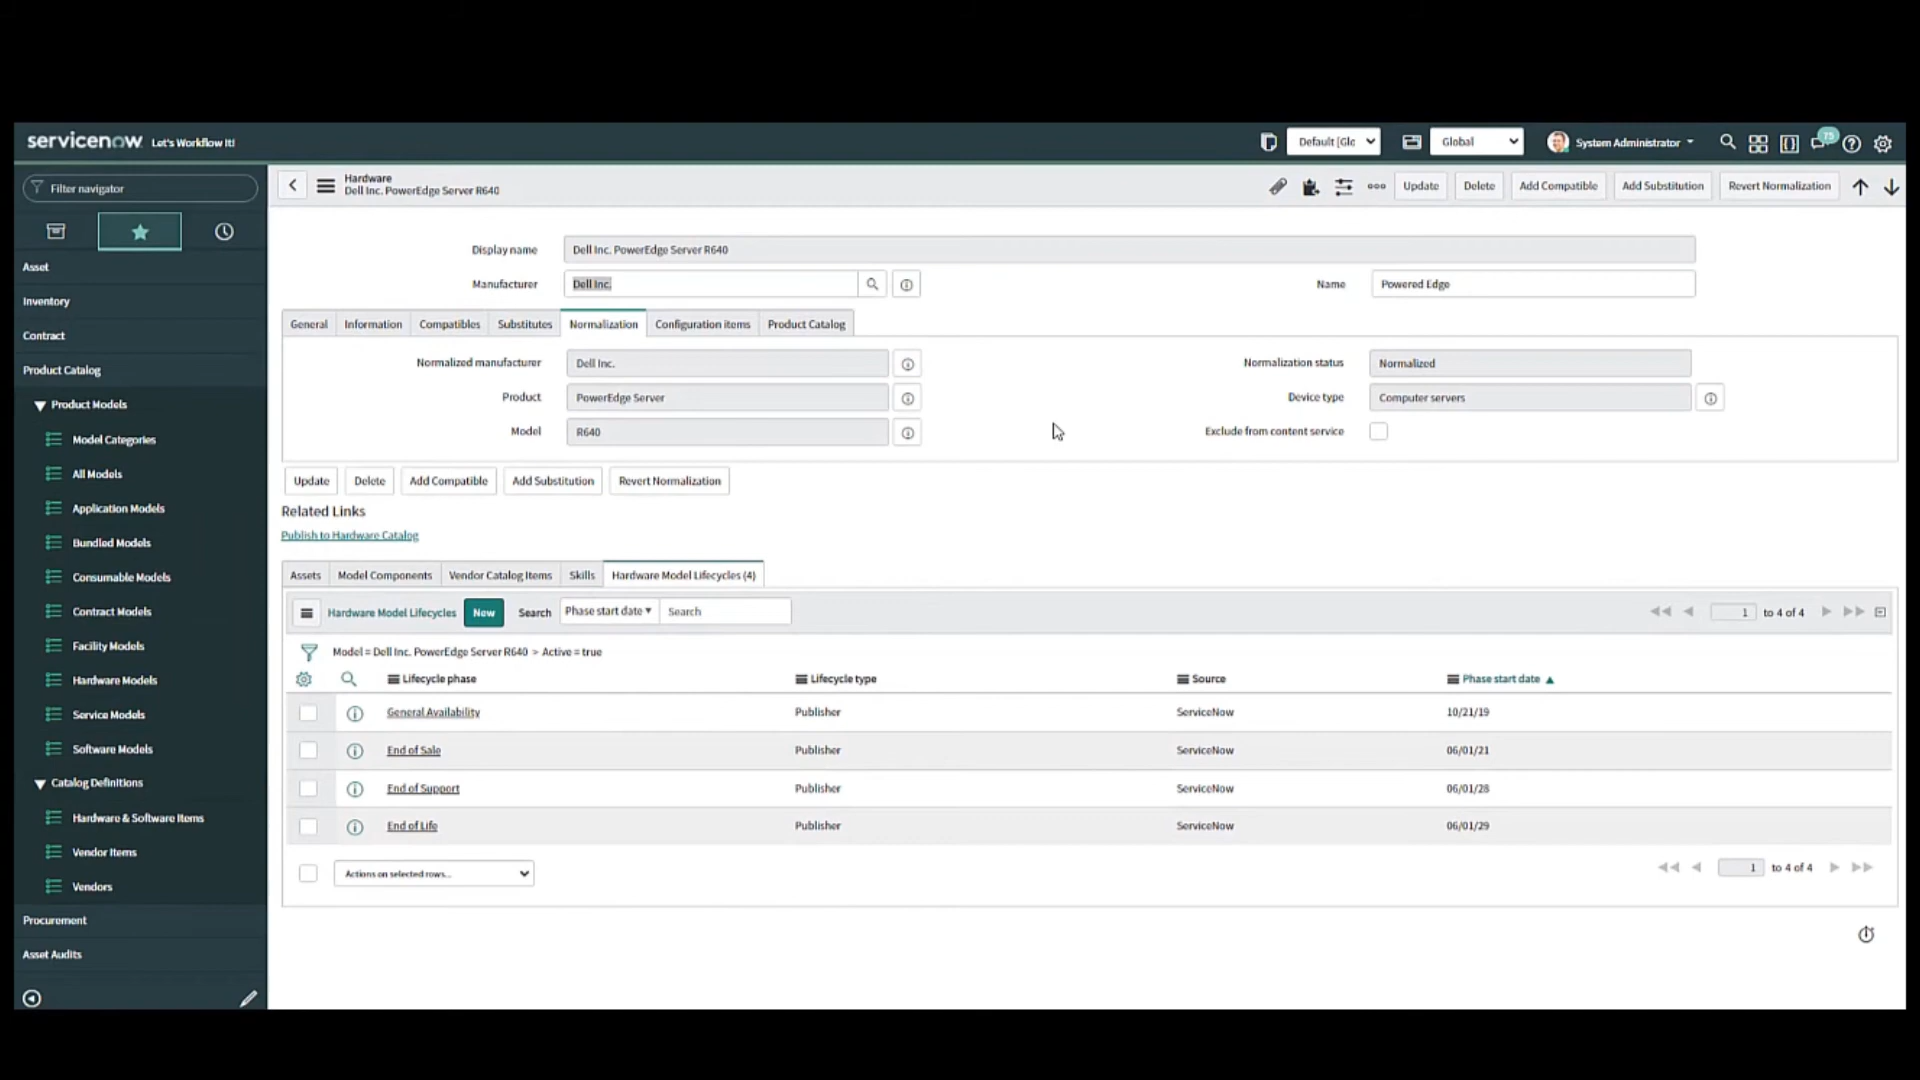 servicenow Let's Workflow It!
Default [Glc
Global
System Administrator
75
Filter navigator
Asset
Inventory
Contract
Product Catalog
Product Models
Model Categories
All Models
Application Models
Bundled Models
Consumable Models
Contract Models
Facility Models
Hardware Models
Service Models
Software Models
Catalog Definitions
Hardware & Software Items
Vendor Items
Vendors
Procurement
Asset Audits
Hardware
Dell Inc. PowerEdge Server R640
Update Delete Add Compatible Add Substitution Revert Normalization
Display name Dell Inc. PowerEdge Server R640
Manufacturer Dell Inc. Name Powered Edge
General Information Compatibles Substitutes Normalization Configuration items Product Catalog
Normalized manufacturer Dell Inc. Normalization status Normalized
Product PowerEdge Server Device type Computer servers
Model R640 Exclude from content service
Update Delete Add Compatible Add Substitution Revert Normalization
Related Links
Publish to Hardware Catalog
Assets Model Components Vendor Catalog Items Skills Hardware Model Lifecycles (4)
Hardware Model Lifecycles New Search Phase start date Search 1 to 4 of 4
Model = Dell Inc. PowerEdge Server R640 > Active = true
Lifecycle phase Lifecycle type Source Phase start date
General Availability Publisher ServiceNow 10/21/19
End of Sale Publisher ServiceNow 06/01/21
End of Support Publisher ServiceNow 06/01/28
End of Life Publisher ServiceNow 06/01/29
Actions on selected rows... 1 to 4 of 4